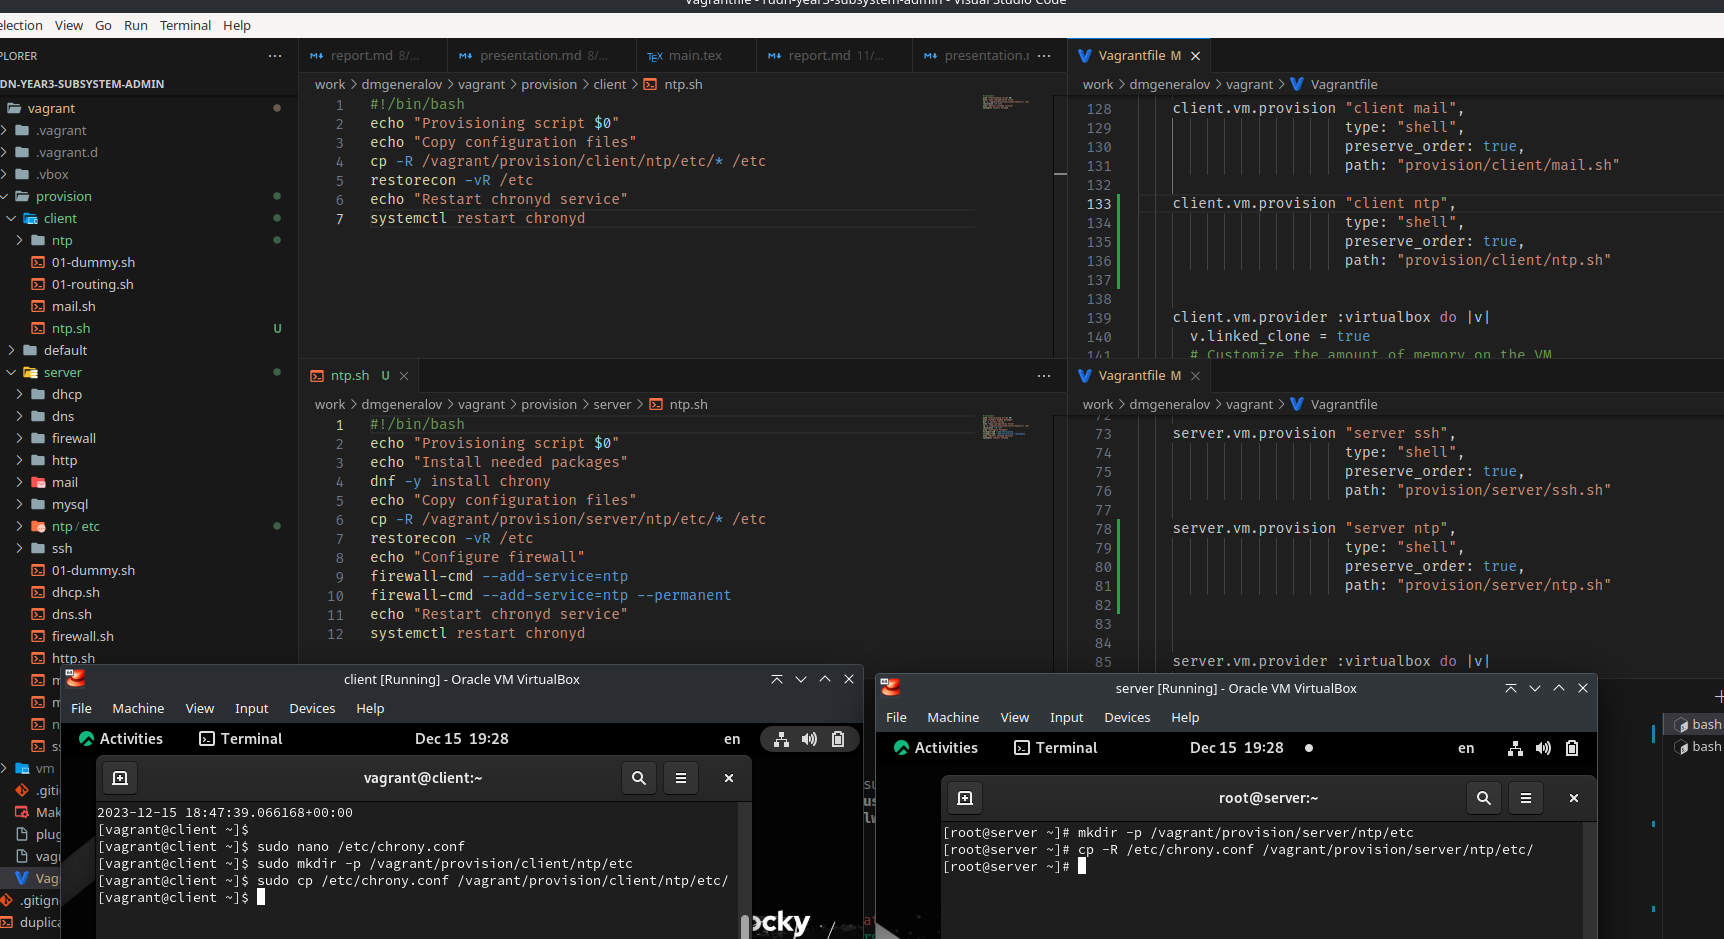 Vagrantfile - rudn-year3-subsystem-admin - Visual Studio Code
election View Go Run Terminal Help
PLORER
DN-YEAR3-SUBSYSTEM-ADMIN
vagrant
.vagrant
.vagrant.d
.vbox
provision
client
ntp
01-dummy.sh
01-routing.sh
mail.sh
ntp.sh U
default
server
dhcp
dns
firewall
http
mail
mysql
ntp / etc
ssh
01-dummy.sh
dhcp.sh
dns.sh
firewall.sh
http.sh
m
m
n
ss
vm
.giti
Mak
plug
vagr
Vag
.gitign
duplica
report.md 8/... presentation.md 8/... main.tex report.md 11/... presentation.r ···
work > dmgeneralov > vagrant > provision > client > ntp.sh
1 #!/bin/bash
2 echo "Provisioning script $0"
3 echo "Copy configuration files"
4 cp -R /vagrant/provision/client/ntp/etc/* /etc
5 restorecon -vR /etc
6 echo "Restart chronyd service"
7 systemctl restart chronyd
Vagrantfile M
work > dmgeneralov > vagrant > Vagrantfile
128 client.vm.provision "client mail",
129 type: "shell",
130 preserve_order: true,
131 path: "provision/client/mail.sh"
132
133 client.vm.provision "client ntp",
134 type: "shell",
135 preserve_order: true,
136 path: "provision/client/ntp.sh"
137
138
139 client.vm.provider :virtualbox do |v|
140 v.linked_clone = true
141 # Customize the amount of memory on the VM
ntp.sh U
work > dmgeneralov > vagrant > provision > server > ntp.sh
1 #!/bin/bash
2 echo "Provisioning script $0"
3 echo "Install needed packages"
4 dnf -y install chrony
5 echo "Copy configuration files"
6 cp -R /vagrant/provision/server/ntp/etc/* /etc
7 restorecon -vR /etc
8 echo "Configure firewall"
9 firewall-cmd --add-service=ntp
10 firewall-cmd --add-service=ntp --permanent
11 echo "Restart chronyd service"
12 systemctl restart chronyd
Vagrantfile M
work > dmgeneralov > vagrant > Vagrantfile
72
73 server.vm.provision "server ssh",
74 type: "shell",
75 preserve_order: true,
76 path: "provision/server/ssh.sh"
77
78 server.vm.provision "server ntp",
79 type: "shell",
80 preserve_order: true,
81 path: "provision/server/ntp.sh"
82
83
84
85 server.vm.provider :virtualbox do |v|
bash
bash
client [Running] - Oracle VM VirtualBox
File Machine View Input Devices Help
Activities Terminal Dec 15 19:28 en
vagrant@client:~
2023-12-15 18:47:39.066168+00:00
[vagrant@client ~]$
[vagrant@client ~]$ sudo nano /etc/chrony.conf
[vagrant@client ~]$ sudo mkdir -p /vagrant/provision/client/ntp/etc
[vagrant@client ~]$ sudo cp /etc/chrony.conf /vagrant/provision/client/ntp/etc/
[vagrant@client ~]$
ocky
server [Running] - Oracle VM VirtualBox
File Machine View Input Devices Help
Activities Terminal Dec 15 19:28 en
root@server:~
[root@server ~]# mkdir -p /vagrant/provision/server/ntp/etc
[root@server ~]# cp -R /etc/chrony.conf /vagrant/provision/server/ntp/etc/
[root@server ~]#